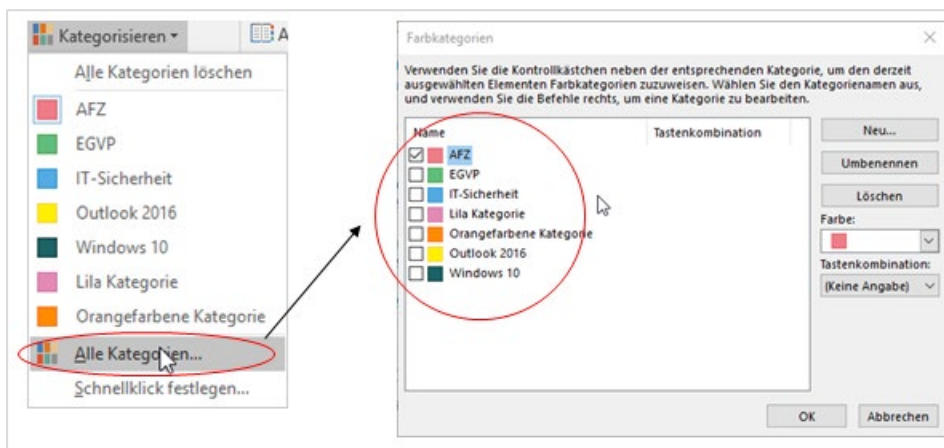 Kategorisieren
A
Alle Kategorien löschen
AFZ
EGVP
IT-Sicherheit
Outlook 2016
Windows 10
Lila Kategorie
Orangefarbene Kategorie
Alle Kategorien...
Schnellklick festlegen...
Farbkategorien
Verwenden Sie die Kontrollkästchen neben der entsprechenden Kategorie, um den derzeit
ausgewählten Elementen Farbkategorien zuzuweisen. Wählen Sie den Kategorienamen aus,
und verwenden Sie die Befehle rechts, um eine Kategorie zu bearbeiten.
Name Tastenkombination
AFZ
EGVP
IT-Sicherheit
Lila Kategorie
Orangefarbene Kategorie
Outlook 2016
Windows 10
Neu...
Umbenennen
Löschen
Farbe:
Tastenkombination:
(Keine Angabe)
OK Abbrechen